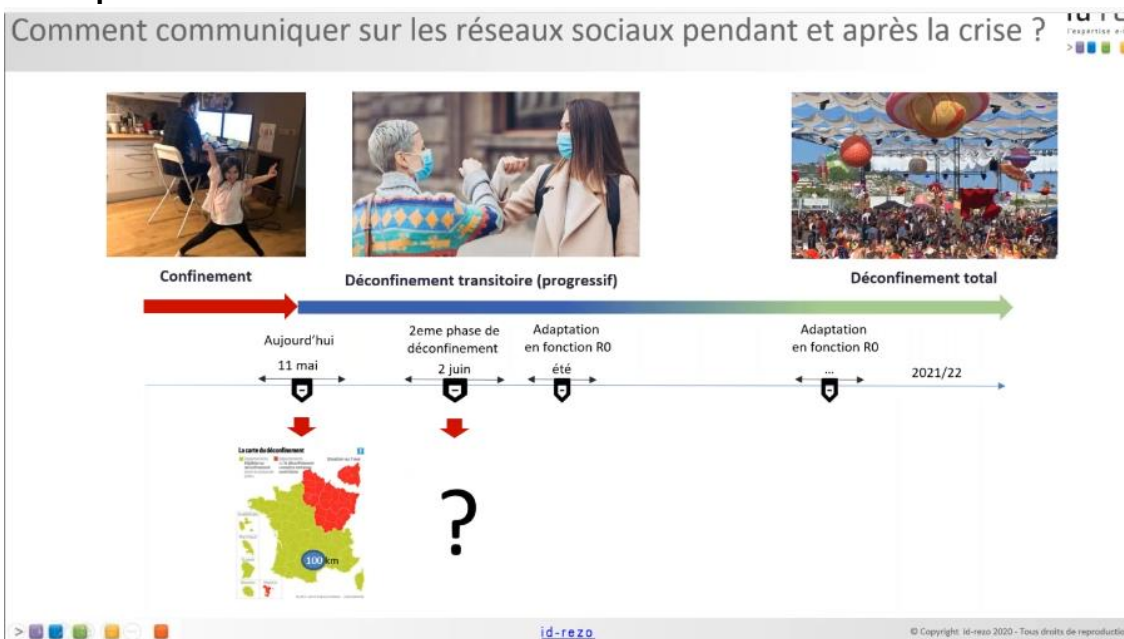 Comment communiquer sur les réseaux sociaux pendant et après la crise ?
Confinement
Déconfinement transitoire (progressif)
Déconfinement total
Aujourd'hui
11 mai
2eme phase de
déconfinement
2 juin
Adaptation
en fonction R0
été
Adaptation
en fonction R0
...
2021/22
La carte du déconfinement
?
100 km
id-rezo
© Copyright id-rezo 2020 - Tous droits de reproductio